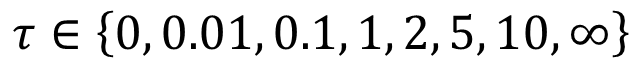 τ ∈ {0, 0.01, 0.1, 1, 2, 5, 10, ∞}